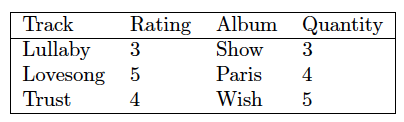 Track Rating Album Quantity
Lullaby 3 Show 3
Lovesong 5 Paris 4
Trust 4 Wish 5